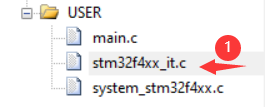 USER
main.c
stm32f4xx_it.c
1
system_stm32f4xx.c